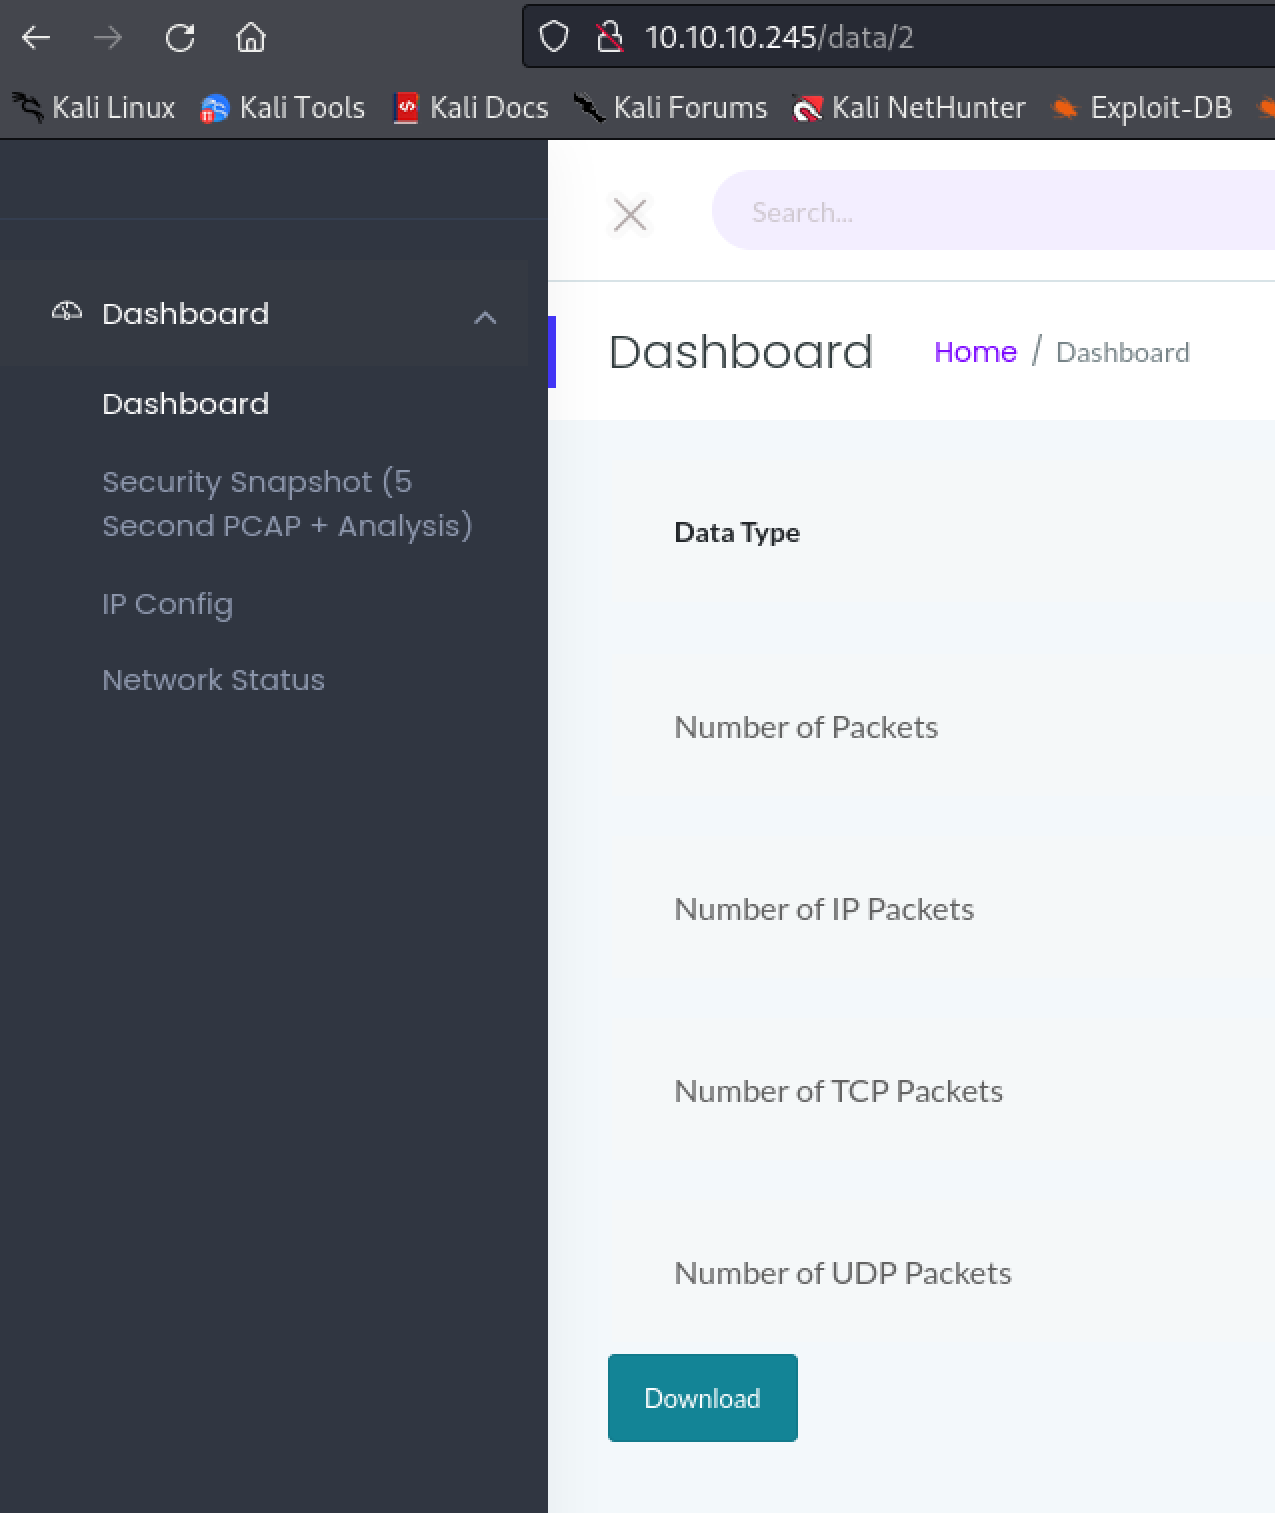 10.10.10.245/data/2
Kali Linux Kali Tools Kali Docs Kali Forums Kali NetHunter Exploit-DB
Search...
Dashboard
Dashboard
Security Snapshot (5
Second PCAP + Analysis)
IP Config
Network Status
Dashboard Home / Dashboard
Data Type
Number of Packets
Number of IP Packets
Number of TCP Packets
Number of UDP Packets
Download